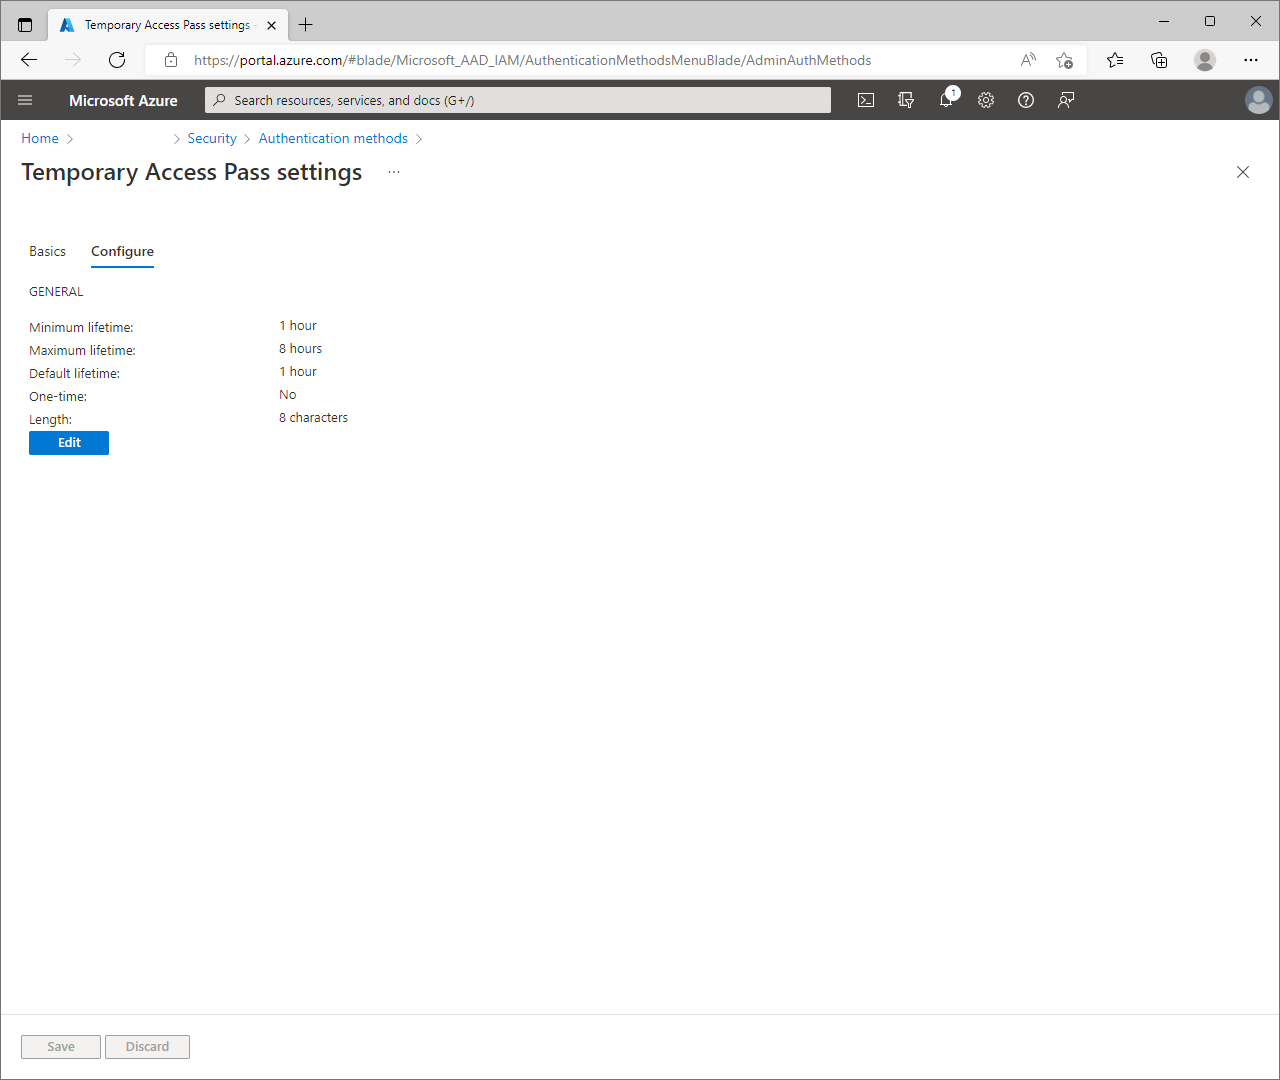 Temporary Access Pass settings -
https://portal.azure.com/#blade/Microsoft_AAD_IAM/AuthenticationMethodsMenuBlade/AdminAuthMethods
Microsoft Azure
Search resources, services, and docs (G+/)
1
Home > > Security > Authentication methods >
Temporary Access Pass settings ...
Basics Configure
GENERAL
Minimum lifetime: 1 hour
Maximum lifetime: 8 hours
Default lifetime: 1 hour
One-time: No
Length: 8 characters
Edit
Save Discard